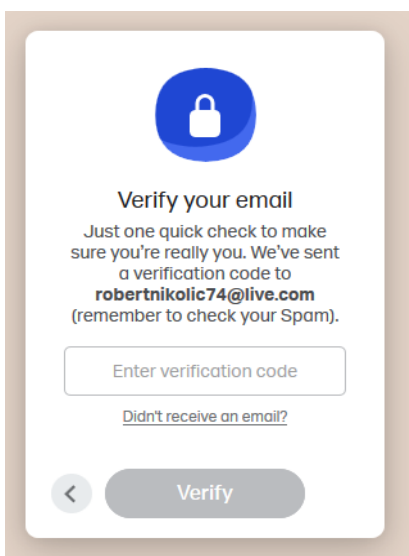 Verify your email
Just one quick check to make
sure you're really you. We've sent
a verification code to
robertnikolic74@live.com
(remember to check your Spam).
Enter verification code
Didn't receive an email?
Verify